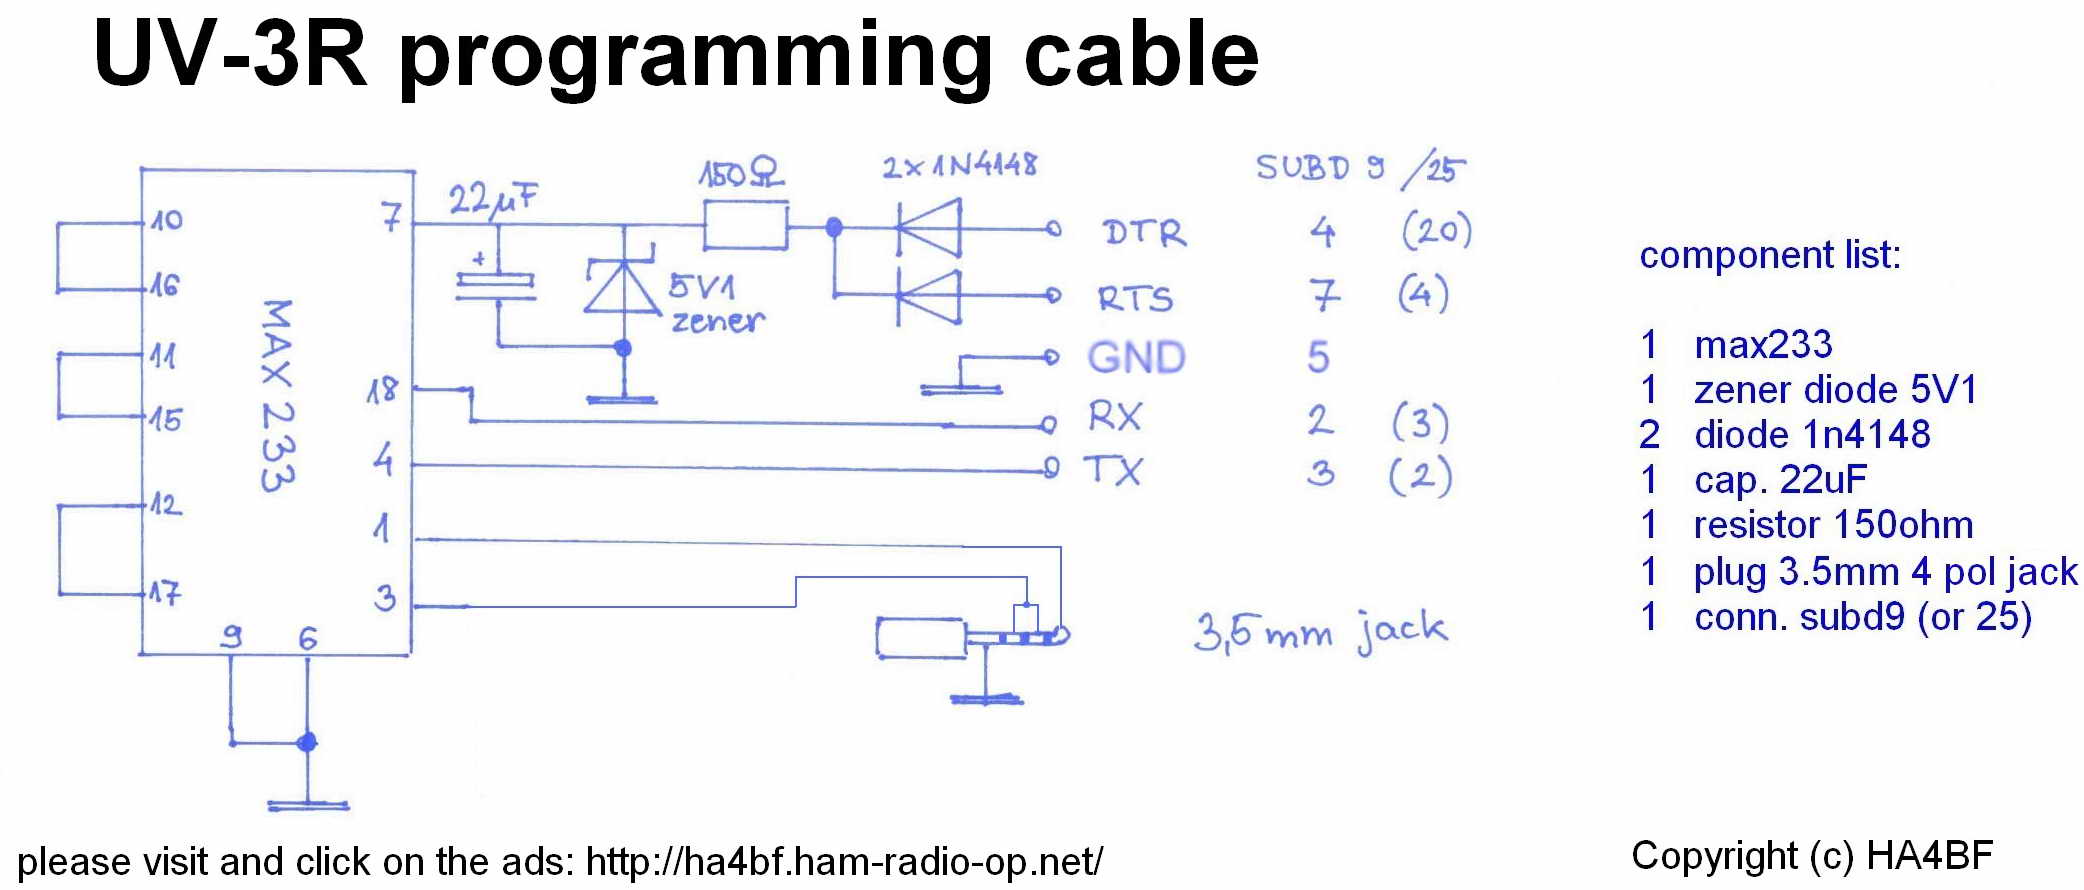 UV-3R programming cable
150Ω 2x1N4148 SUBD 9 /25
10 7 22µF DTR 4 (20)
+
16 5V1 zener RTS 7 (4)
11 GND 5
MAX 233
18 RX 2 (3)
15
4 TX 3 (2)
12 1
17 3
9 6 3,5mm jack
component list:
1 max233
1 zener diode 5V1
2 diode 1n4148
1 cap. 22uF
1 resistor 150ohm
1 plug 3.5mm 4 pol jack
1 conn. subd9 (or 25)
please visit and click on the ads: http://ha4bf.ham-radio-op.net/
Copyright (c) HA4BF